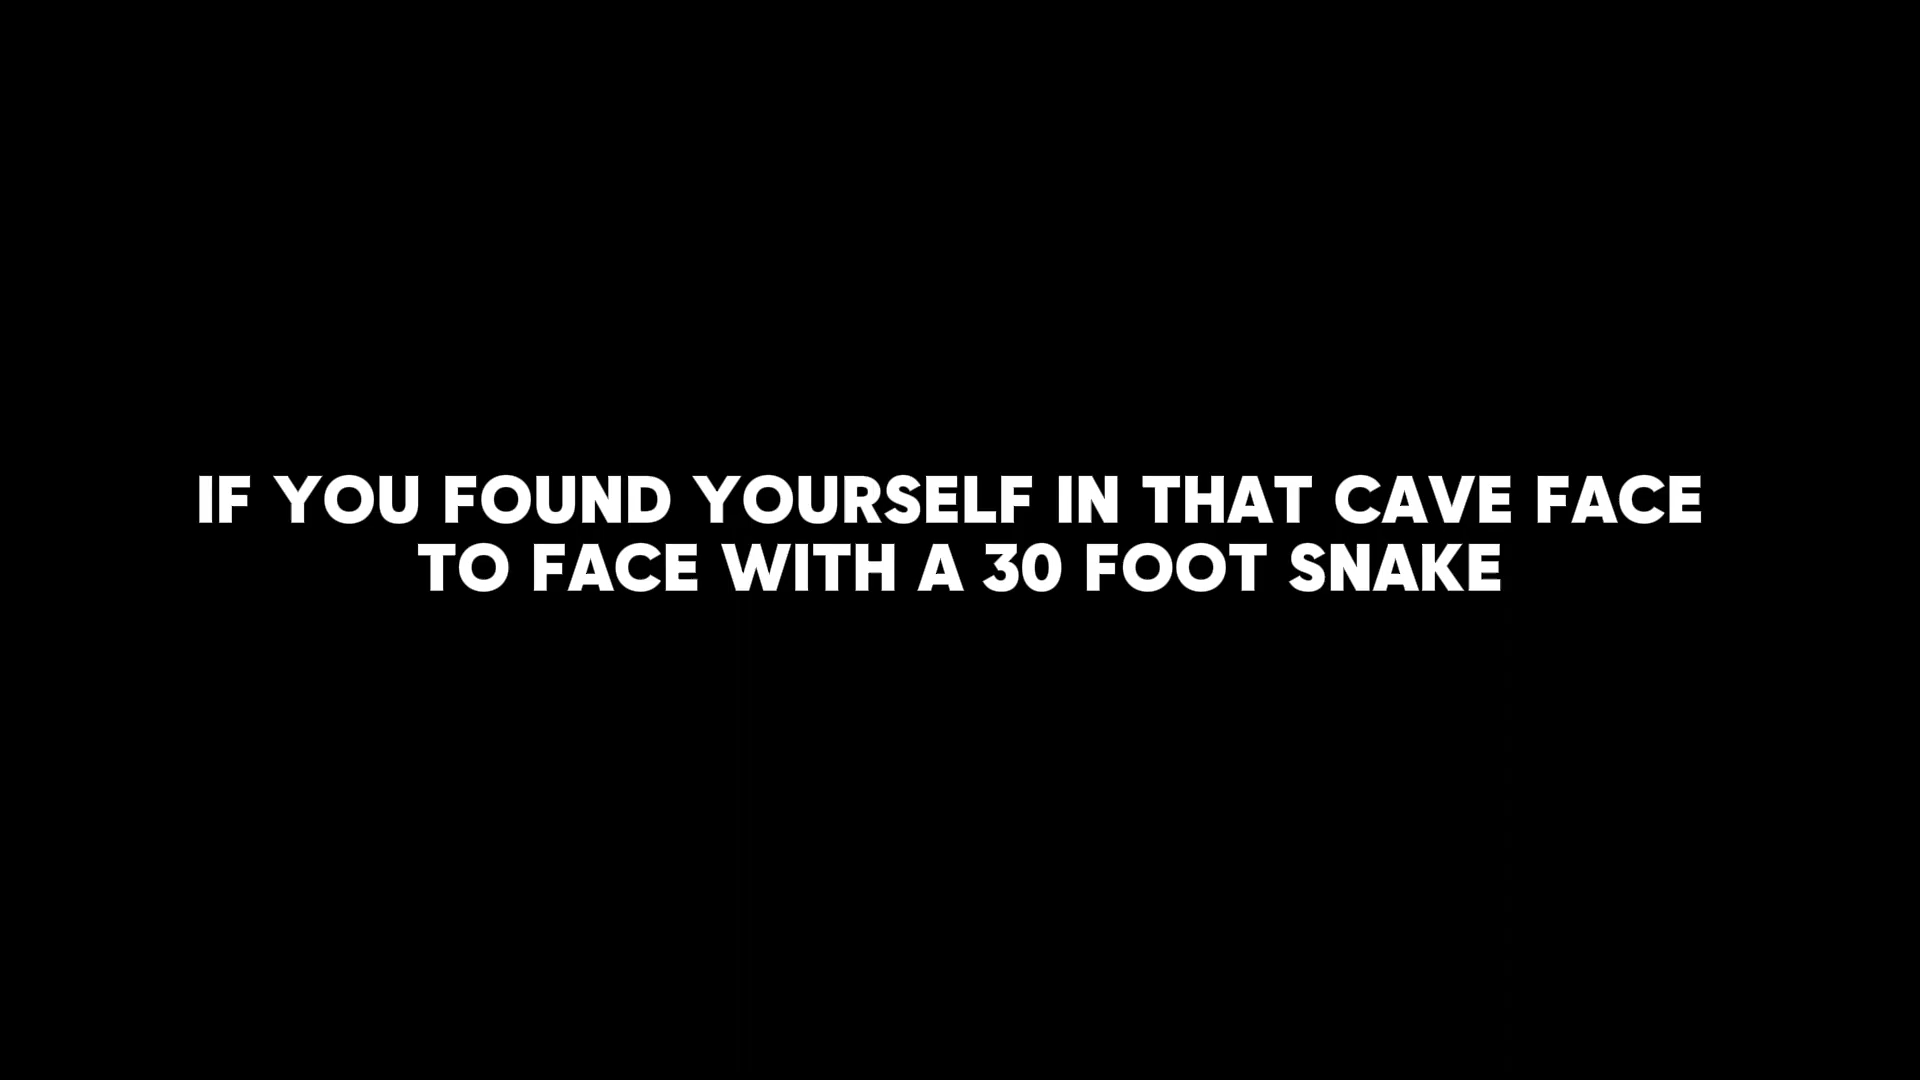 IF YOU FOUND YOURSELF IN THAT CAVE FACE
TO FACE WITH A 30 FOOT SNAKE